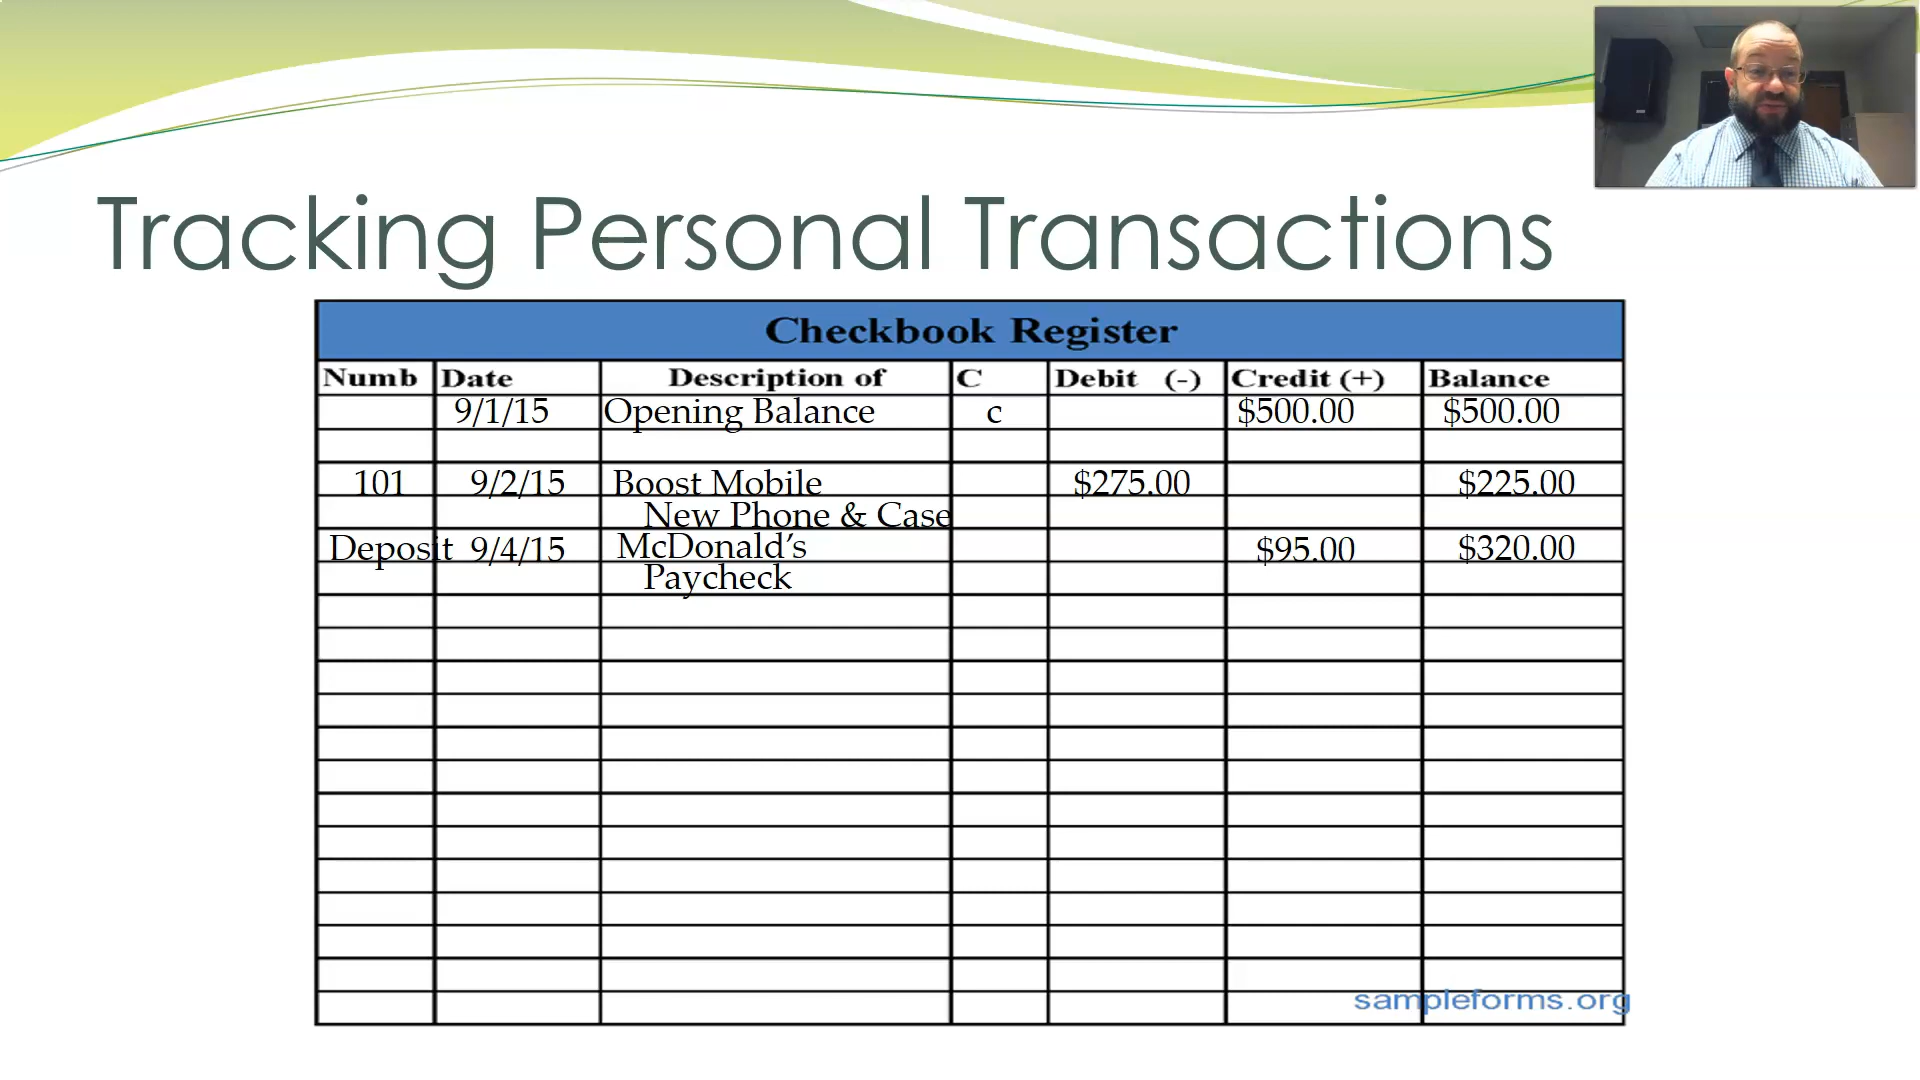 Tracking Personal Transactions
Checkbook Register
Numb Date Description of C Debit (-) Credit (+) Balance
9/1/15 Opening Balance c $500.00 $500.00
101 9/2/15 Boost Mobile $275.00 $225.00
New Phone & Case
Deposit 9/4/15 McDonald’s $95.00 $320.00
Paycheck
sampleforms.org